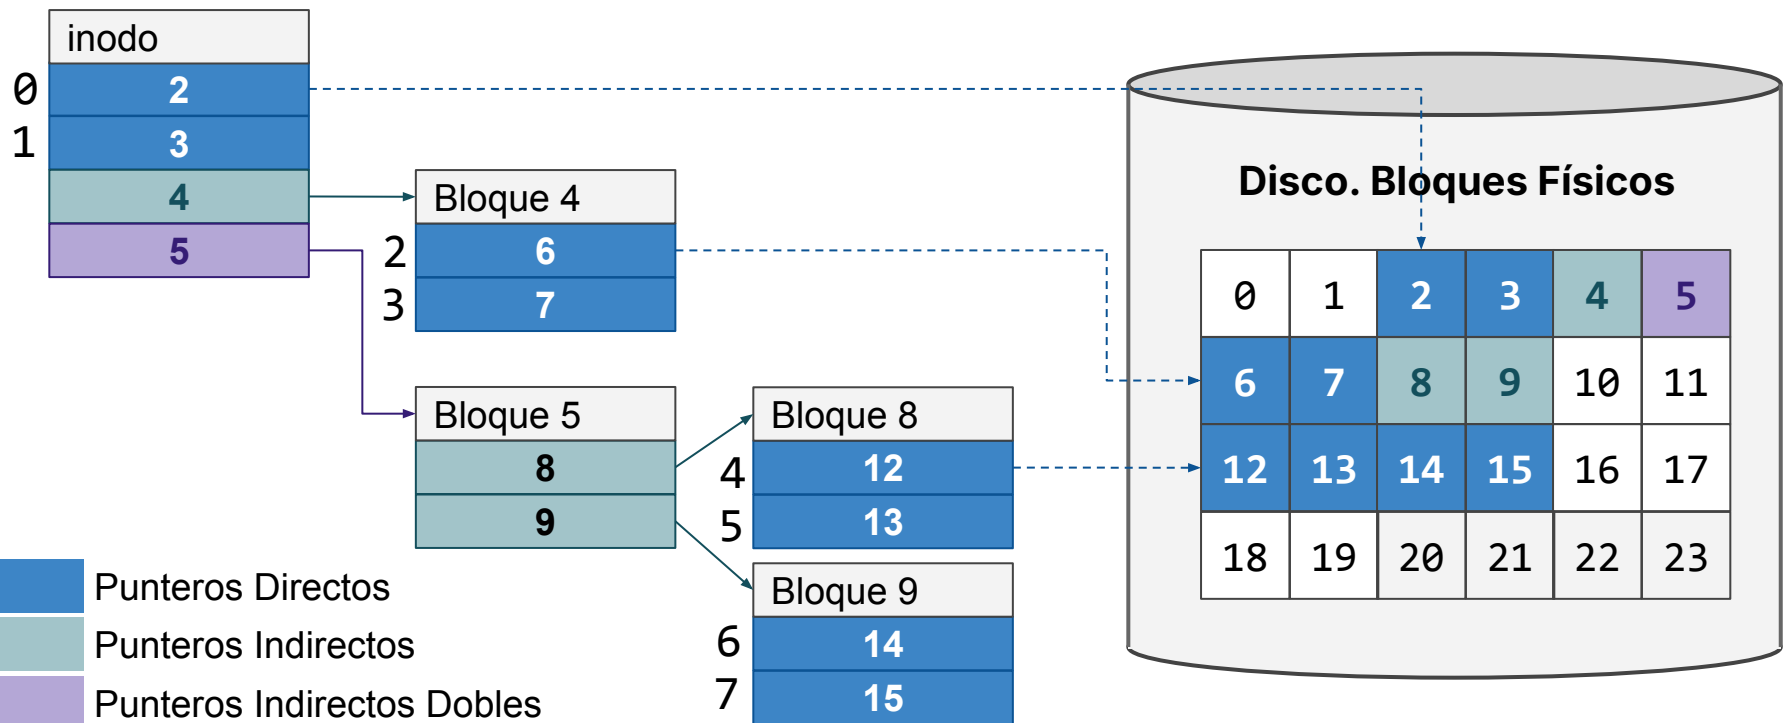 inodo
0 2
1 3
4
5
Bloque 4
2 6
3 7
Bloque 5
8
9
Bloque 8
4 12
5 13
Bloque 9
6 14
7 15
Punteros Directos
Punteros Indirectos
Punteros Indirectos Dobles
Disco. Bloques Físicos
0 1 2 3 4 5
6 7 8 9 10 11
12 13 14 15 16 17
18 19 20 21 22 23